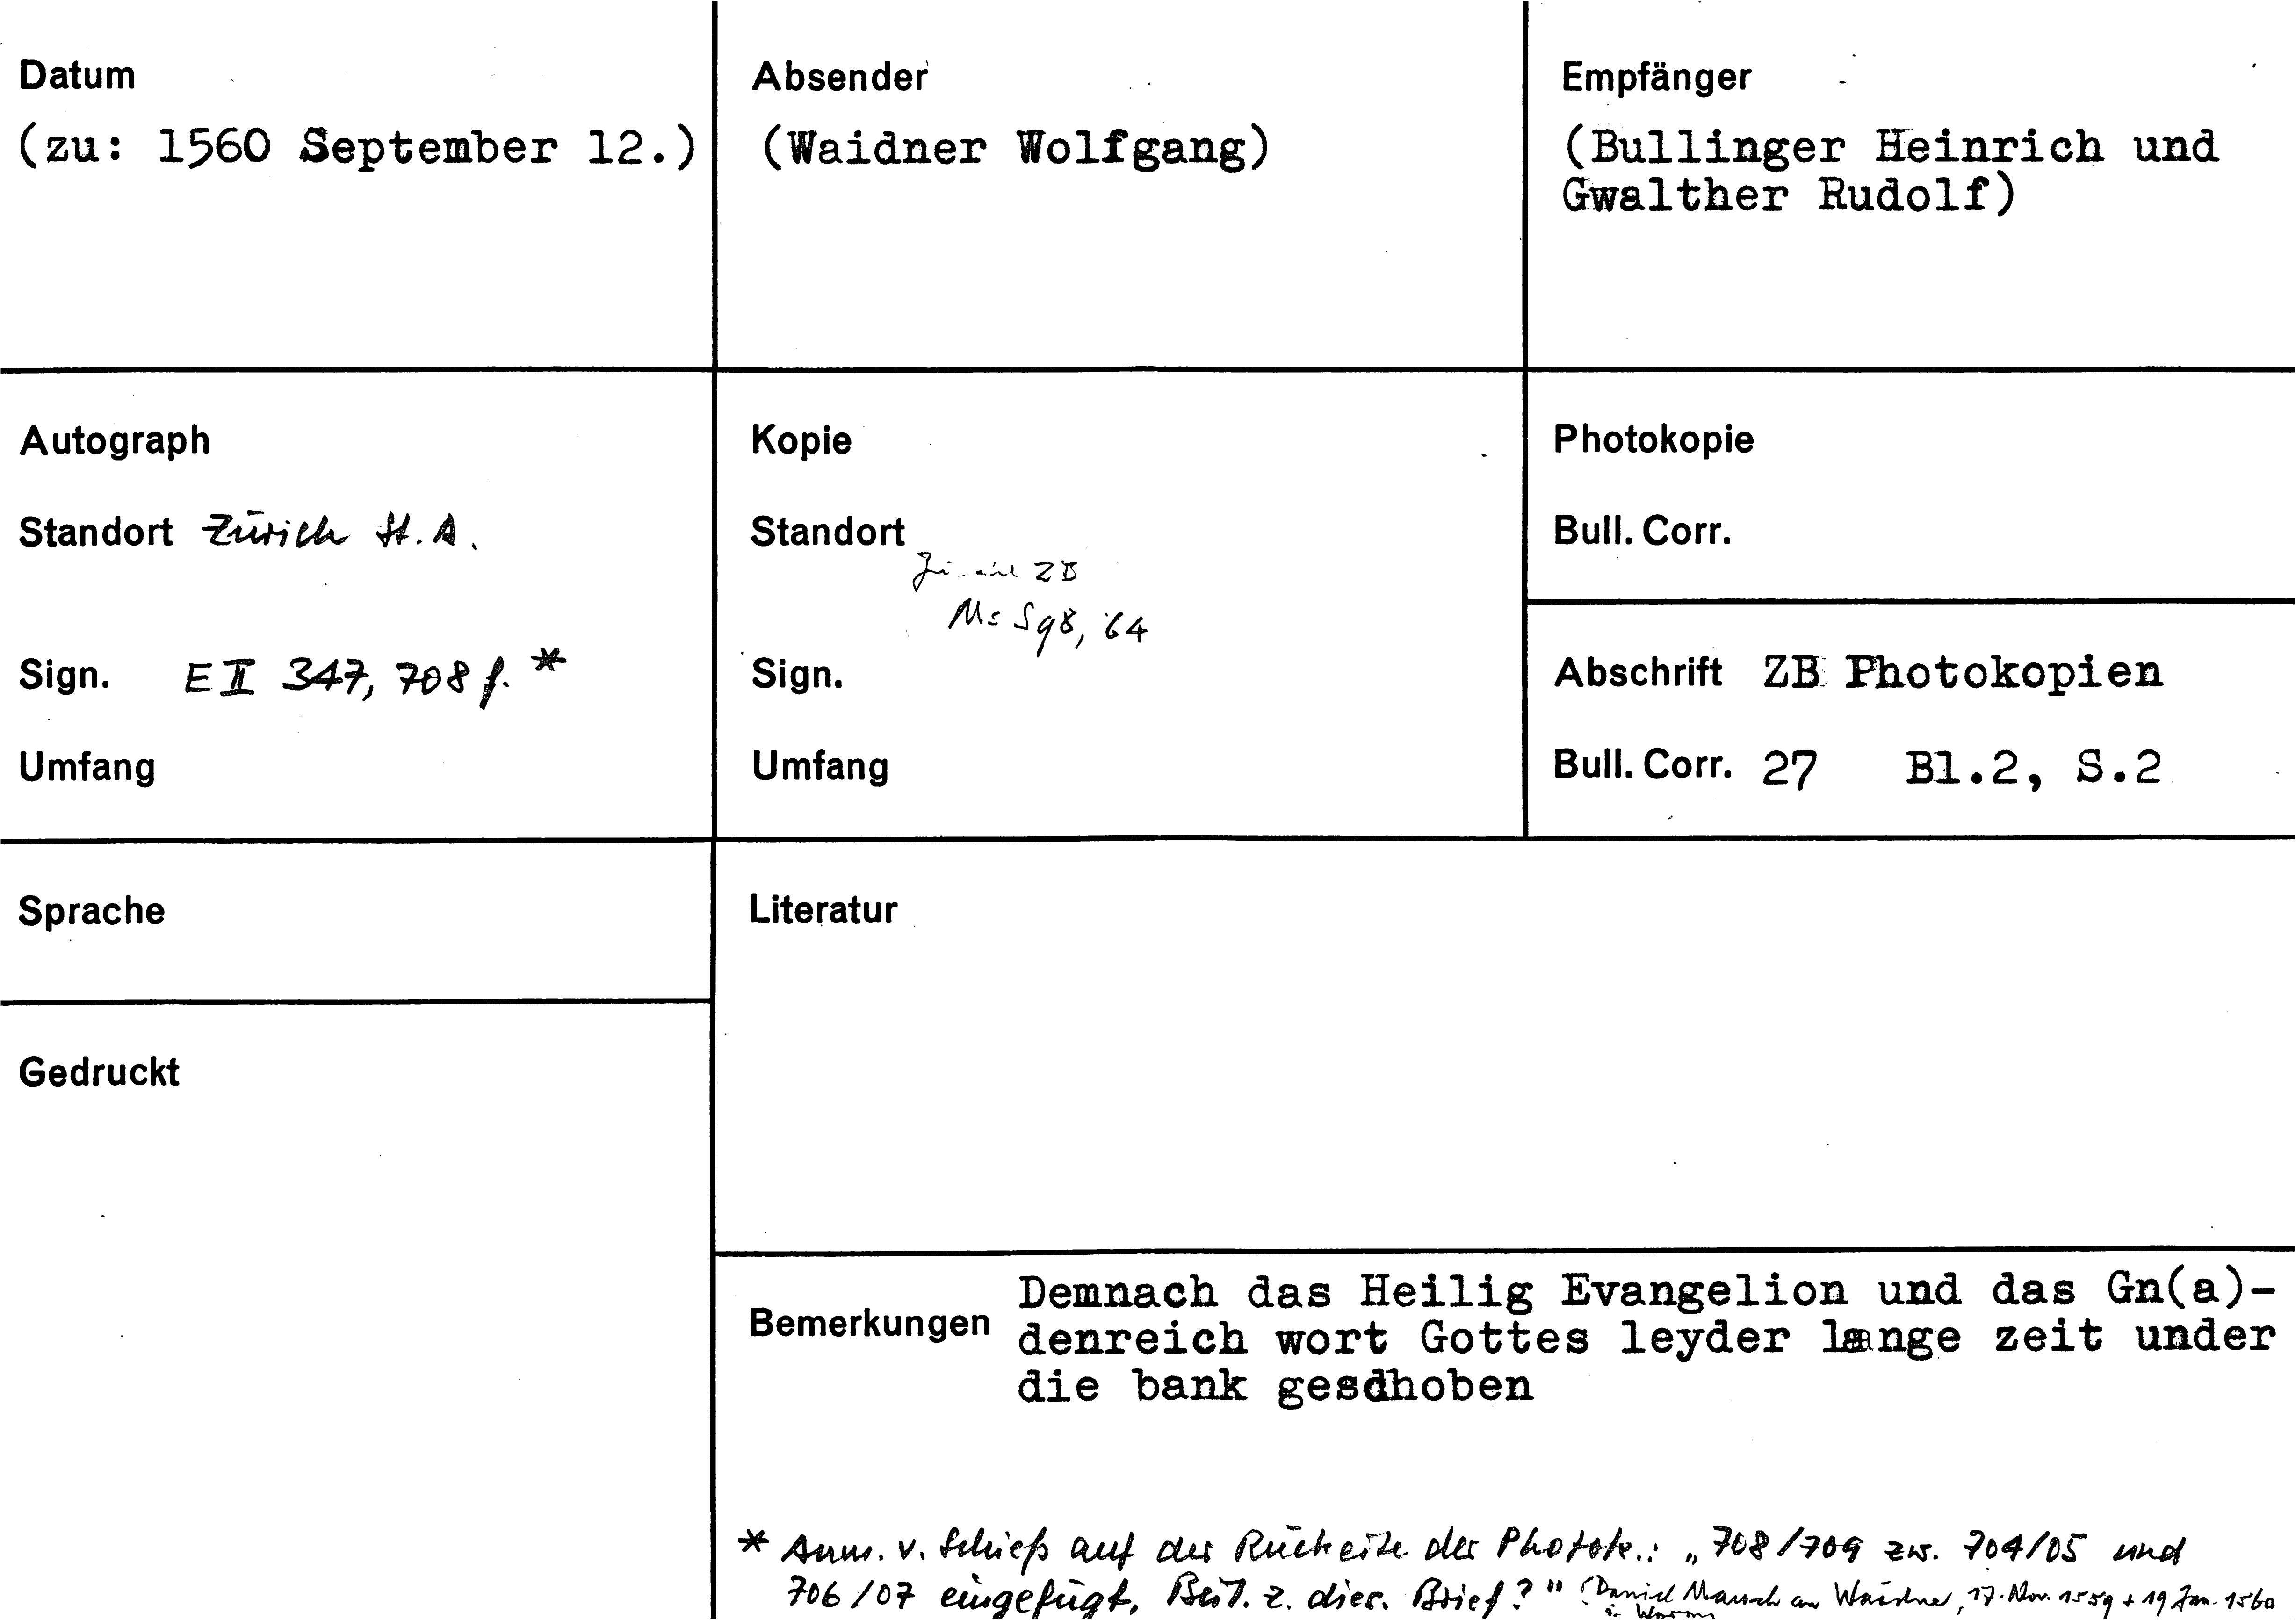 Datum
(zu: 1560 September 12.)
Absender
(Waidner Wolfgang)
Empfänger
(Bullinger Heinrich und
Gwalther Rudolf)
Autograph
Standort Zürich St. A.
Sign. E II 347, 708 f. *
Umfang
Kopie
Standort
ZB
Ms S 98, 64
Sign.
Umfang
Photokopie
Bull. Corr.
Abschrift ZB Photokopien
Bull. Corr. 27 Bl.2, S.2
Sprache
Gedruckt
Literatur
Bemerkungen
Demnach das Heilig Evangelion und das Gn(a)-
denreich wort Gottes leyder lange zeit under
die bank gesdhoben
* Anm. v. Schieß auf der Rückseite der Photok.: „708/709 zw. 704/05 und
706/07 eingefügt, Beil. z. dies. Brief?" (Daniel an Waidner, 17. Nov. 1559 + 19 Jan. 1560